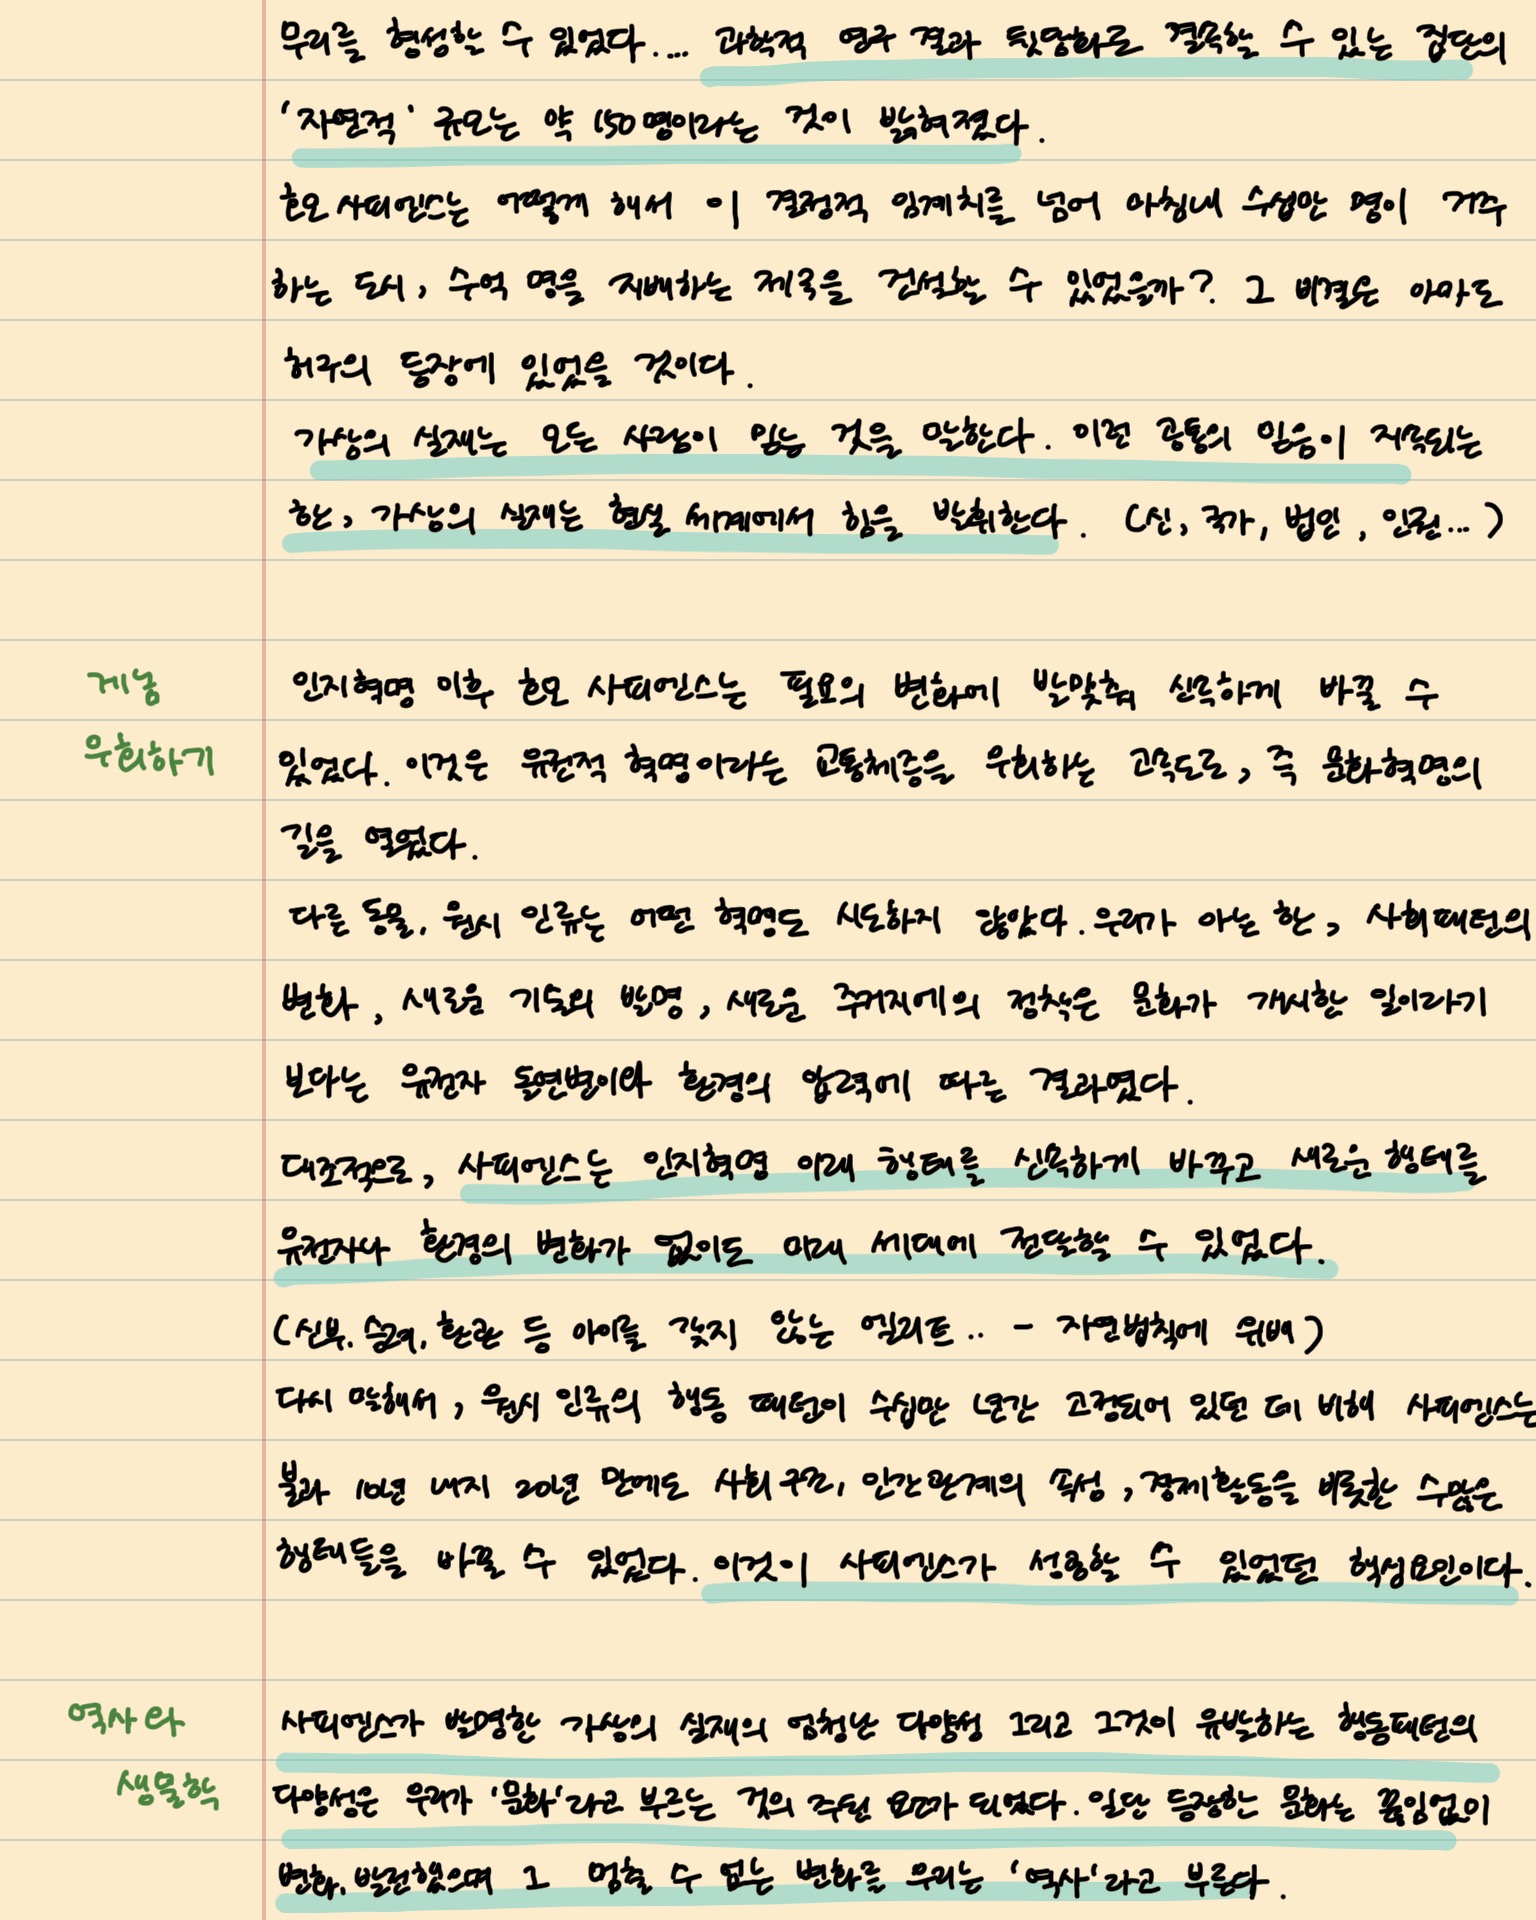 무리를 형성할 수 있었다.... 과학적 연구 결과 뒷담화로 결속할 수 있는 집단의
'자연적' 규모는 약 150명이라는 것이 밝혀졌다.
호모 사피엔스는 어떻게 해서 이 결정적 임계치를 넘어 마침내 수십만 명이 거주
하는 도시, 수억 명을 지배하는 제국을 건설할 수 있었을까? 그 비결은 아마도
허구의 등장에 있었을 것이다.
가상의 실재는 모든 사람이 믿는 것을 말한다. 이런 공통의 믿음이 지속되는
한, 가상의 실재는 현실 세계에서 힘을 발휘한다. (신, 국가, 법인, 인권...)
게놈 인지혁명 이후 호모 사피엔스는 필요의 변화에 발맞춰 신속하게 바꿀 수
우회하기 있었다. 이것은 유전적 혁명이라는 교통체증을 우회하는 고속도로, 즉 문화혁명의
길을 열었다.
다른 동물, 원시 인류는 어떤 혁명도 시도하지 않았다. 우리가 아는 한, 사회패턴의
변화, 새로운 기술의 발명, 새로운 주거지에의 정착은 문화가 개시한 일이라기
보다는 유전자 돌연변이와 환경의 압력에 따른 결과였다.
대조적으로, 사피엔스는 인지혁명 이래 행태를 신속하게 바꾸고 새로운 행태를
유전자나 환경의 변화가 없이도 미래 세대에 전달할 수 있었다.
(신부, 승려, 환관 등 아이를 갖지 않는 엘리트.. - 자연법칙에 위배)
다시 말해서, 원시 인류의 행동 패턴이 수십만 년간 고정되어 있던 데 비해 사피엔스는
불과 10년 내지 20년 만에도 사회 구조, 인간관계의 속성, 경제활동을 비롯한 수많은
행태들을 바꿀 수 있었다. 이것이 사피엔스가 성공할 수 있었던 핵심요인이다.
역사와 사피엔스가 발명한 가상의 실재의 엄청난 다양성 그리고 그것이 유발하는 행동패턴의
생물학 다양성은 우리가 '문화'라고 부르는 것의 주된 요소가 되었다. 일단 등장한 문화는 끊임없이
변화, 발전했으며 그 멈출 수 없는 변화를 우리는 '역사'라고 부른다.